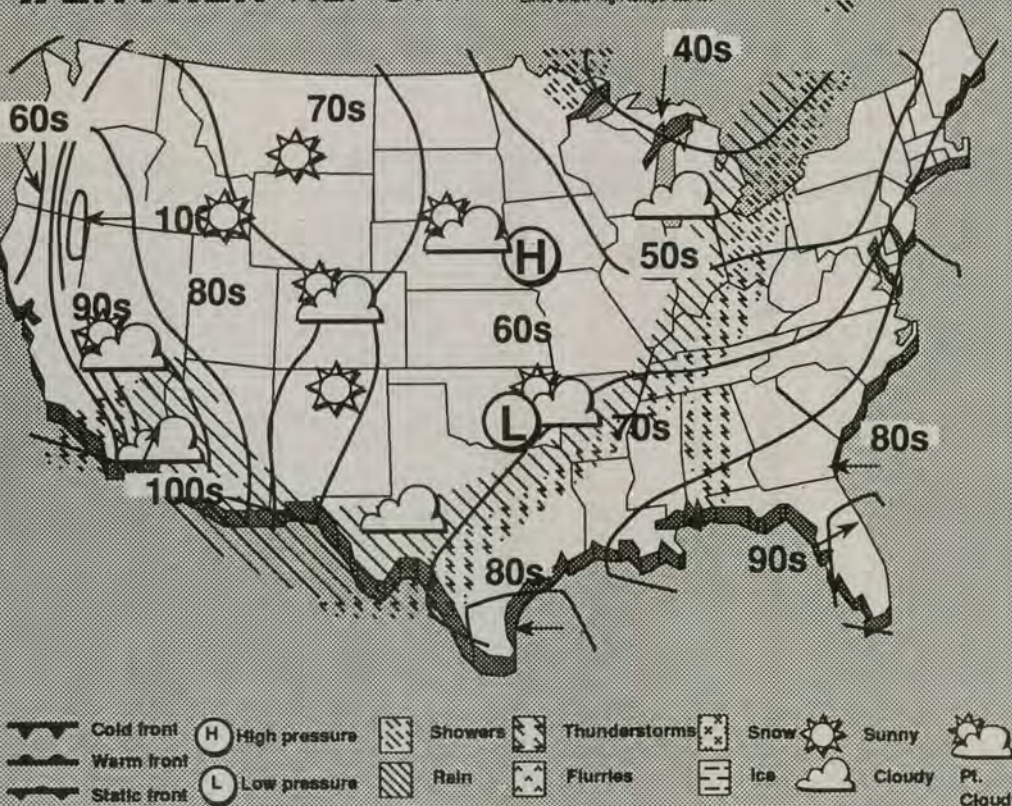 40s
70s
60s
100s
50s
80s
90s
60s
70s
80s
100s
80s
90s
Cold front
H
High pressure
Showers
Thunderstorms
Snow
Sunny
Warm front
L
Low pressure
Rain
Flurries
Ice
Cloudy
Pt.
Static front
H
L